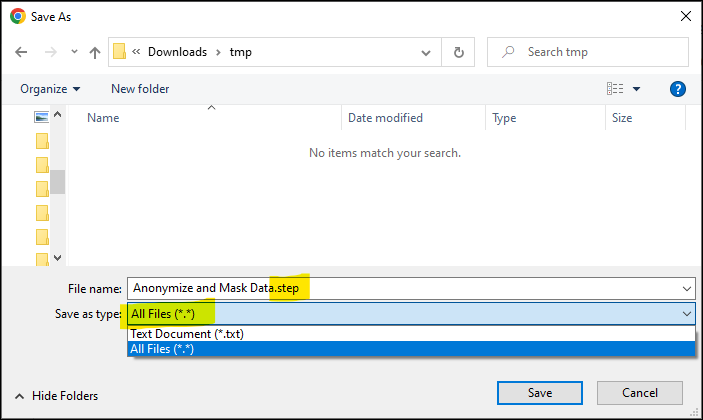 Save As
Downloads tmp
Search tmp
Organize New folder
Name Date modified Type Size
No items match your search.
File name: Anonymize and Mask Data.step
Save as type: All Files (*.*)
Text Document (*.txt)
All Files (*.*)
Hide Folders Save Cancel